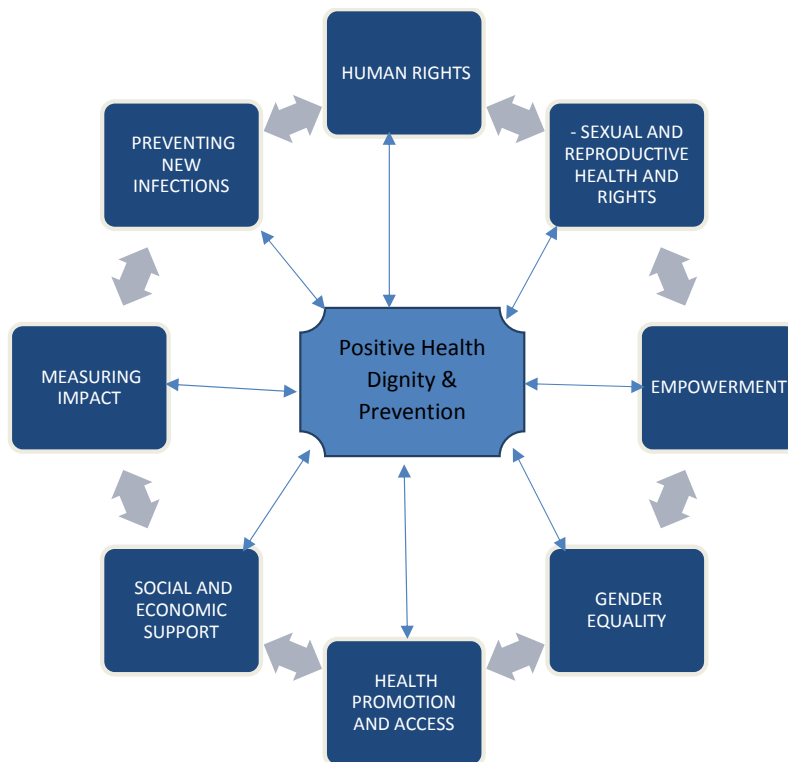 HUMAN RIGHTS
- SEXUAL AND
REPRODUCTIVE
HEALTH AND
RIGHTS
EMPOWERMENT
GENDER
EQUALITY
HEALTH
PROMOTION
AND ACCESS
SOCIAL AND
ECONOMIC
SUPPORT
MEASURING
IMPACT
PREVENTING
NEW
INFECTIONS
Positive Health
Dignity &
Prevention